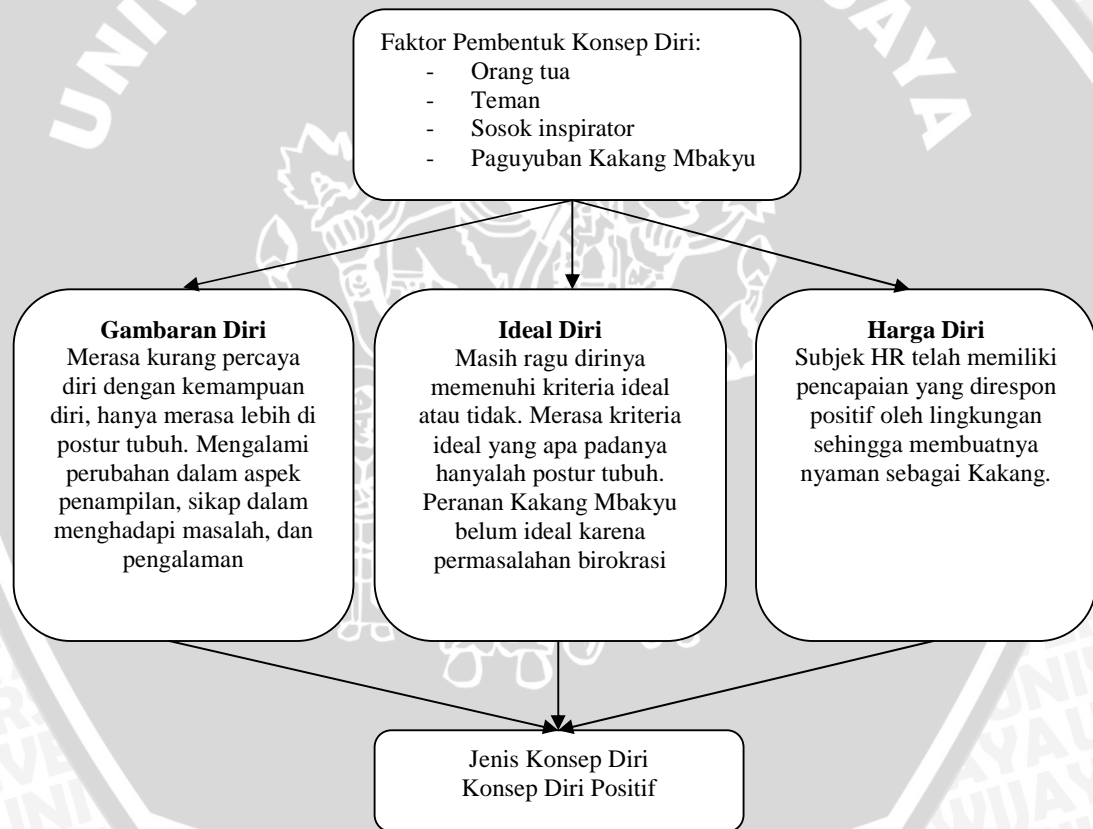 UNIV
JAYA
Faktor Pembentuk Konsep Diri:
- Orang tua
- Teman
- Sosok inspirator
- Paguyuban Kakang Mbakyu
Gambaran Diri
Merasa kurang percaya
diri dengan kemampuan
diri, hanya merasa lebih di
postur tubuh. Mengalami
perubahan dalam aspek
penampilan, sikap dalam
menghadapi masalah, dan
pengalaman
Ideal Diri
Masih ragu dirinya
memenuhi kriteria ideal
atau tidak. Merasa kriteria
ideal yang apa padanya
hanyalah postur tubuh.
Peranan Kakang Mbakyu
belum ideal karena
permasalahan birokrasi
Harga Diri
Subjek HR telah memiliki
pencapaian yang direspon
positif oleh lingkungan
sehingga membuatnya
nyaman sebagai Kakang.
Jenis Konsep Diri
Konsep Diri Positif